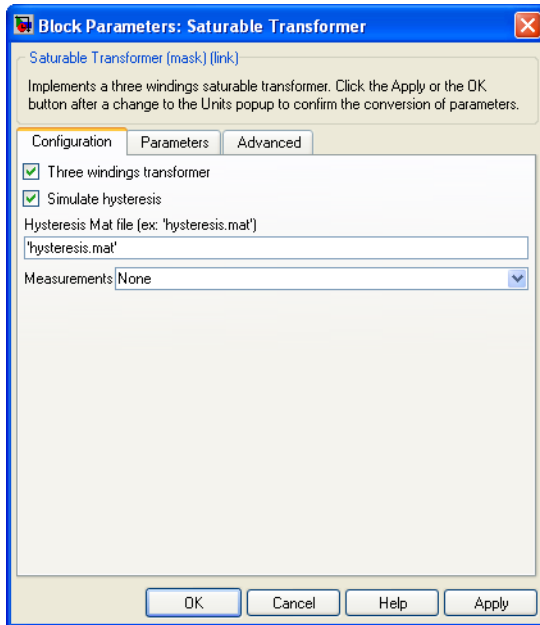 Block Parameters: Saturable Transformer
Saturable Transformer (mask) (link)
Implements a three windings saturable transformer. Click the Apply or the OK
button after a change to the Units popup to confirm the conversion of parameters.
Configuration Parameters Advanced
Three windings transformer
Simulate hysteresis
Hysteresis Mat file (ex: 'hysteresis.mat')
'hysteresis.mat'
Measurements None
OK Cancel Help Apply